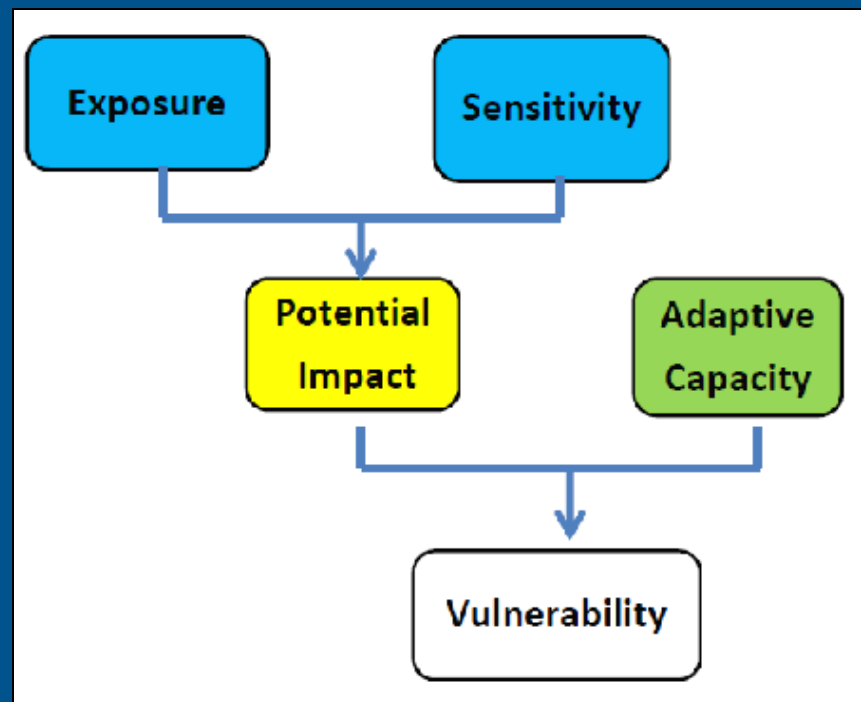 Exposure
Sensitivity
Potential
Impact
Adaptive
Capacity
Vulnerability